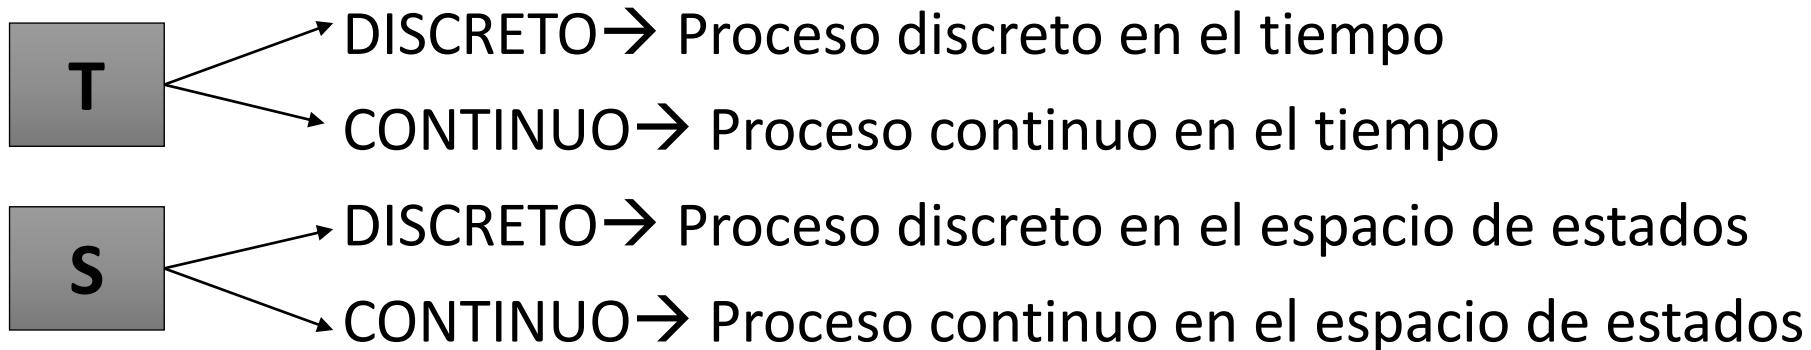 T
DISCRETO→ Proceso discreto en el tiempo
CONTINUO→ Proceso continuo en el tiempo
S
DISCRETO→ Proceso discreto en el espacio de estados
CONTINUO→ Proceso continuo en el espacio de estados